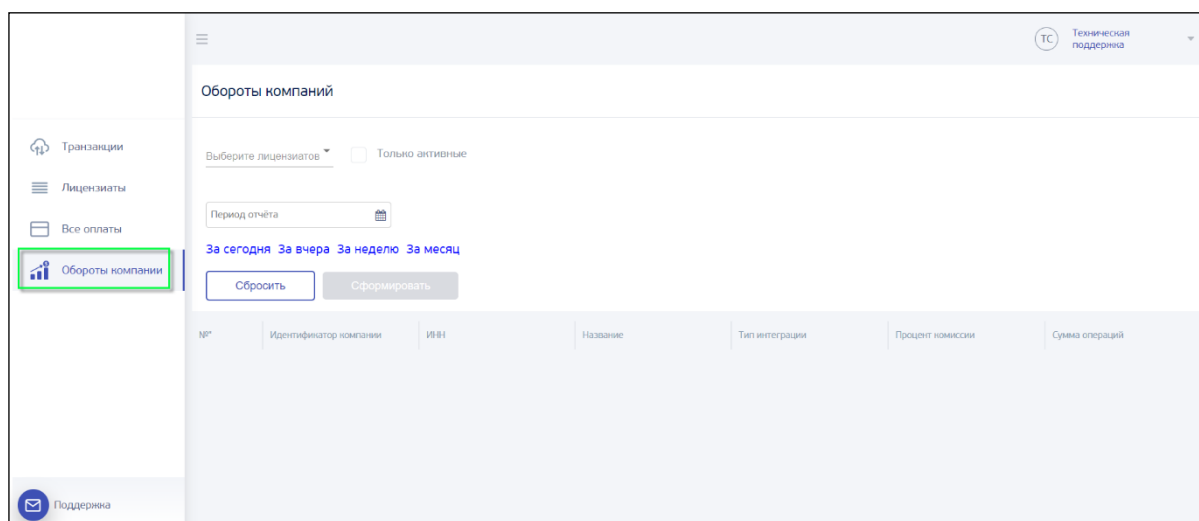 ТС
Техническая
поддержка
Обороты компаний
Транзакции
Лицензиаты
Все оплаты
Обороты компании
Выберите лицензиатов
Только активные
Период отчёта
За сегодня За вчера За неделю За месяц
Сбросить Сформировать
№* Идентификатор компании ИНН Название Тип интеграции Процент комиссии Сумма операций
Поддержка